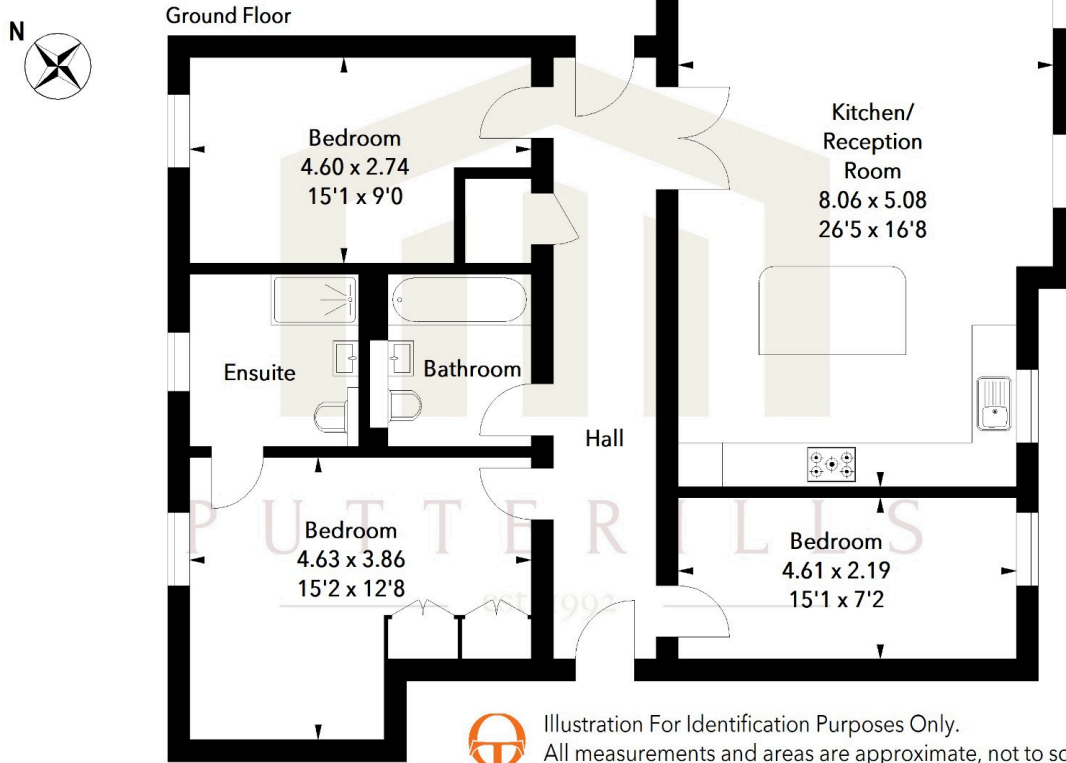 Ground Floor
N
Bedroom
4.60 x 2.74
15'1 x 9'0
Kitchen/
Reception
Room
8.06 x 5.08
26'5 x 16'8
Ensuite
Bathroom
Hall
PUTTERILLS
est. 1992
Bedroom
4.63 x 3.86
15'2 x 12'8
Bedroom
4.61 x 2.19
15'1 x 7'2
Illustration For Identification Purposes Only.
All measurements and areas are approximate, not to sc